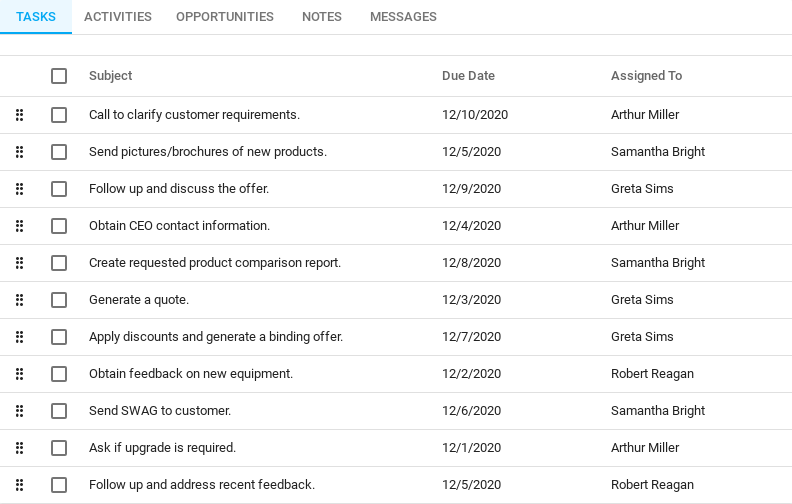 TASKS ACTIVITIES OPPORTUNITIES NOTES MESSAGES
Subject Due Date Assigned To
Call to clarify customer requirements. 12/10/2020 Arthur Miller
Send pictures/brochures of new products. 12/5/2020 Samantha Bright
Follow up and discuss the offer. 12/9/2020 Greta Sims
Obtain CEO contact information. 12/4/2020 Arthur Miller
Create requested product comparison report. 12/8/2020 Samantha Bright
Generate a quote. 12/3/2020 Greta Sims
Apply discounts and generate a binding offer. 12/7/2020 Greta Sims
Obtain feedback on new equipment. 12/2/2020 Robert Reagan
Send SWAG to customer. 12/6/2020 Samantha Bright
Ask if upgrade is required. 12/1/2020 Arthur Miller
Follow up and address recent feedback. 12/5/2020 Robert Reagan